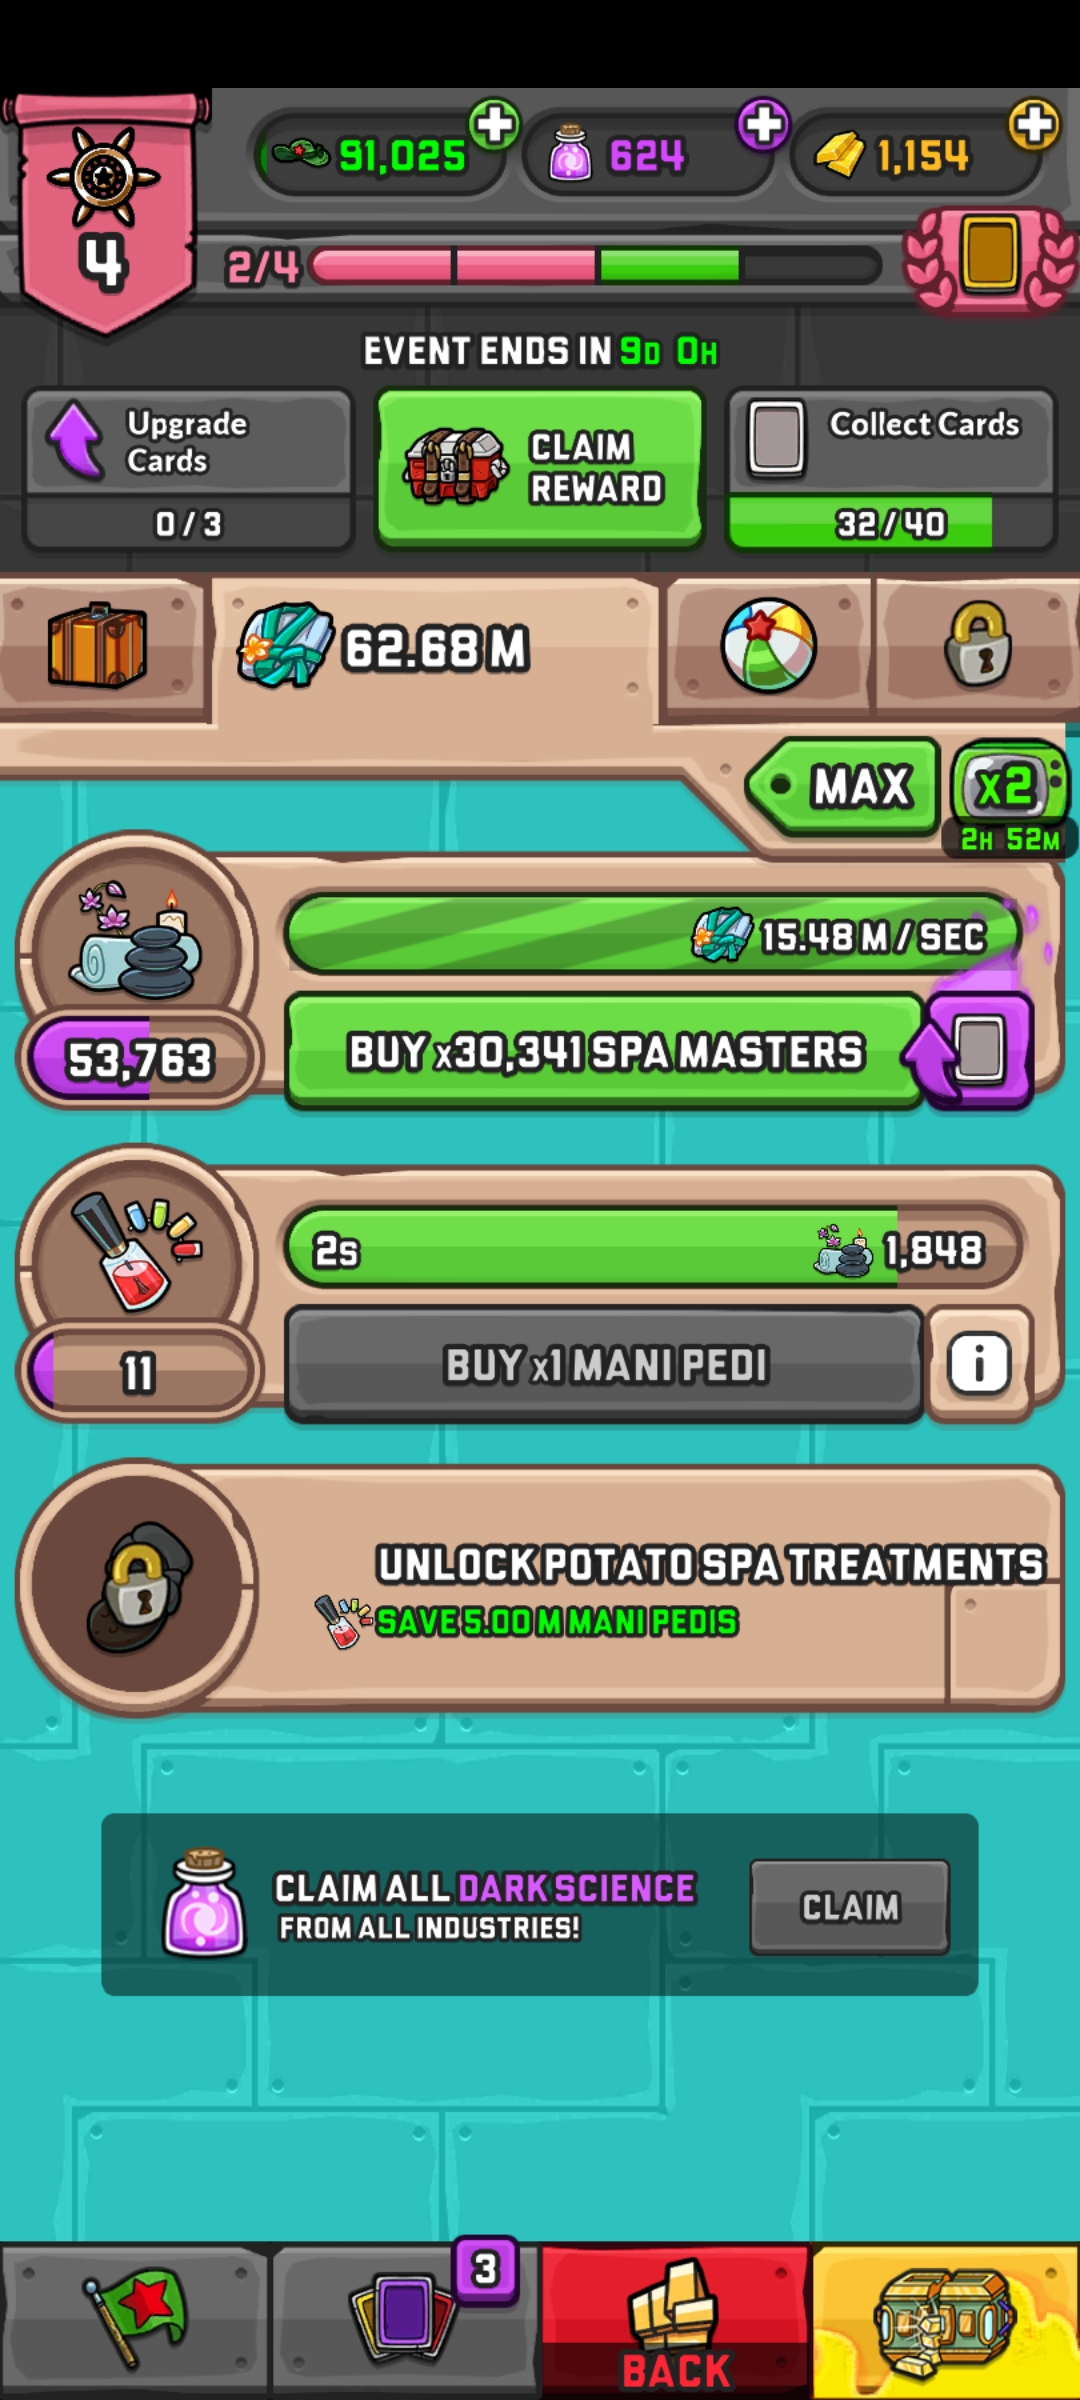 91,025
624
1,154
4
2/4
EVENT ENDS IN 9D 0H
Upgrade
Cards
0/3
CLAIM
REWARD
Collect Cards
32/40
62.68 M
MAX
x2
2H 52M
15.48 M / SEC
53,763
BUY x30,341 SPA MASTERS
2s
1,848
11
BUY x1 MANI PEDI
i
UNLOCK POTATO SPA TREATMENTS
SAVE 5.00 M MANI PEDIS
CLAIM ALL DARK SCIENCE
FROM ALL INDUSTRIES!
CLAIM
3
BACK